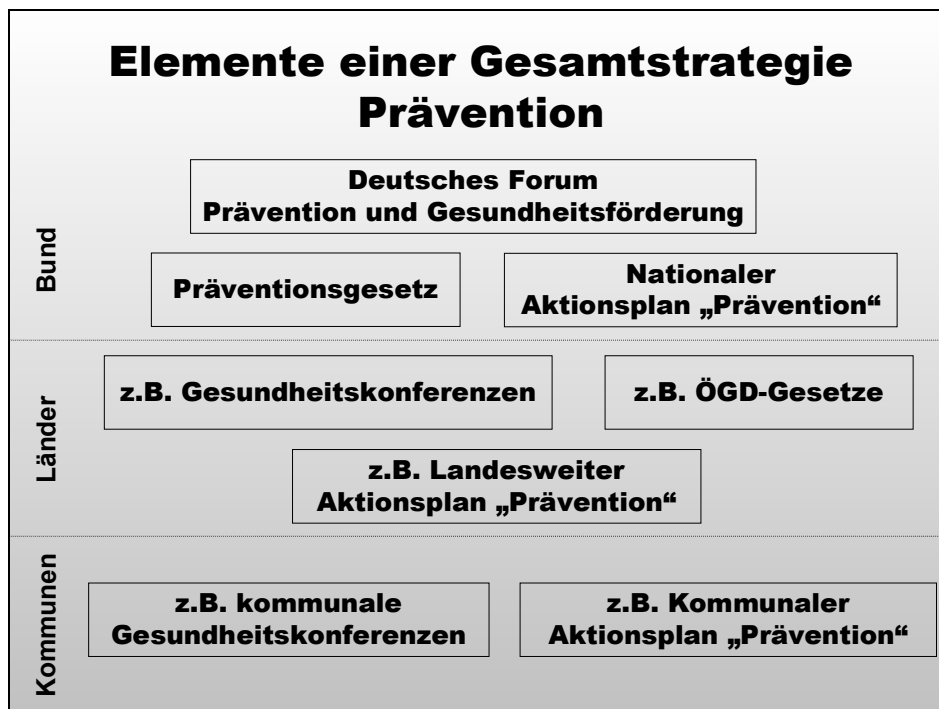 Elemente einer Gesamtstrategie
Prävention
Bund
Deutsches Forum
Prävention und Gesundheitsförderung
Präventionsgesetz
Nationaler
Aktionsplan „Prävention“
Länder
z.B. Gesundheitskonferenzen
z.B. ÖGD-Gesetze
z.B. Landesweiter
Aktionsplan „Prävention“
Kommunen
z.B. kommunale
Gesundheitskonferenzen
z.B. Kommunaler
Aktionsplan „Prävention“